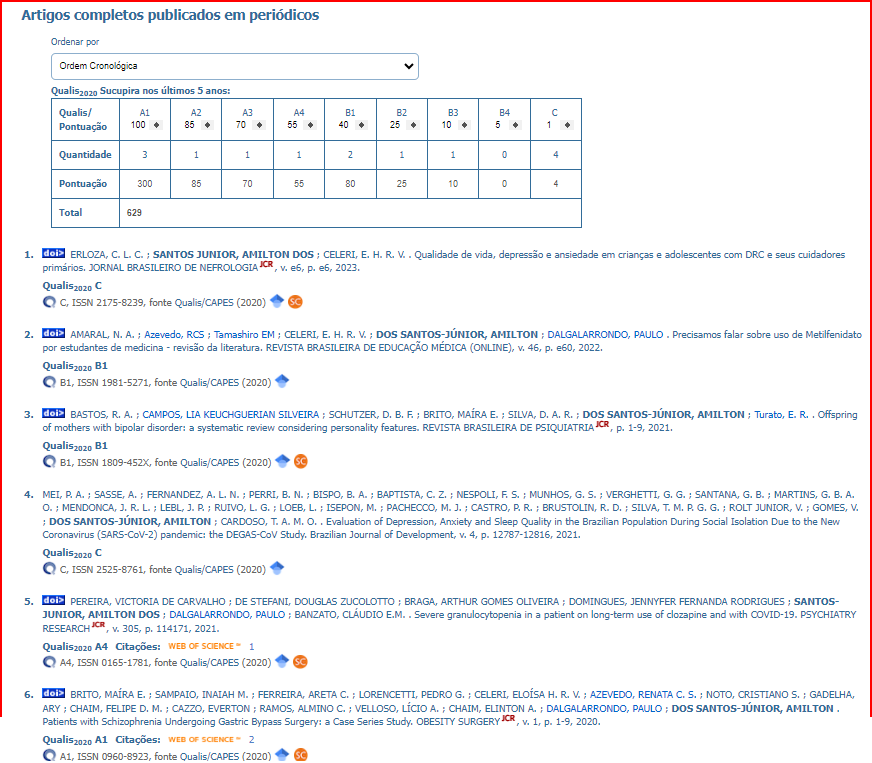 Artigos completos publicados em periódicos
Ordenar por
Ordem Cronológica
Qualis2020 Sucupira nos últimos 5 anos:
Qualis/ Pontuação A1 100 A2 85 A3 70 A4 55 B1 40 B2 25 B3 10 B4 5 C 1
Quantidade 3 1 1 1 2 1 1 0 4
Pontuação 300 85 70 55 80 25 10 0 4
Total 629
1. doi> ERLOZA, C. L. C. ; SANTOS JUNIOR, AMILTON DOS ; CELERI, E. H. R. V. . Qualidade de vida, depressão e ansiedade em crianças e adolescentes com DRC e seus cuidadores
primários. JORNAL BRASILEIRO DE NEFROLOGIA JCR , v. e6, p. e6, 2023.
Qualis2020 C
C, ISSN 2175-8239, fonte Qualis/CAPES (2020) SC
2. doi> AMARAL, N. A. ; Azevedo, RCS ; Tamashiro EM ; CELERI, E. H. R. V. ; DOS SANTOS-JÚNIOR, AMILTON ; DALGALARRONDO, PAULO . Precisamos falar sobre uso de Metilfenidato
por estudantes de medicina - revisão da literatura. REVISTA BRASILEIRA DE EDUCAÇÃO MÉDICA (ONLINE), v. 46, p. e60, 2022.
Qualis2020 B1
B1, ISSN 1981-5271, fonte Qualis/CAPES (2020)
3. doi> BASTOS, R. A. ; CAMPOS, LIA KEUCHGUERIAN SILVEIRA ; SCHUTZER, D. B. F. ; BRITO, MAÍRA E. ; SILVA, D. A. R. ; DOS SANTOS-JÚNIOR, AMILTON ; Turato, E. R. . Offspring
of mothers with bipolar disorder: a systematic review considering personality features. REVISTA BRASILEIRA DE PSIQUIATRIA JCR , p. 1-9, 2021.
Qualis2020 B1
B1, ISSN 1809-452X, fonte Qualis/CAPES (2020) SC
4. MEI, P. A. ; SASSE, A. ; FERNANDEZ, A. L. N. ; PERRI, B. N. ; BISPO, B. A. ; BAPTISTA, C. Z. ; NESPOLI, F. S. ; MUNHOS, G. S. ; VERGHETTI, G. G. ; SANTANA, G. B. ; MARTINS, G. B. A.
O. ; MENDONCA, J. R. L. ; LEBL, J. P. ; RUIVO, L. G. ; LOEB, L. ; ISEPON, M. ; PACHECCO, M. J. ; CASTRO, P. R. ; BRUSTOLIN, R. D. ; SILVA, T. M. P. G. G. ; ROLT JUNIOR, V. ; GOMES, V.
; DOS SANTOS-JÚNIOR, AMILTON ; CARDOSO, T. A. M. O. . Evaluation of Depression, Anxiety and Sleep Quality in the Brazilian Population During Social Isolation Due to the New
Coronavirus (SARS-CoV-2) pandemic: the DEGAS-CoV Study. Brazilian Journal of Development, v. 4, p. 12787-12816, 2021.
Qualis2020 C
C, ISSN 2525-8761, fonte Qualis/CAPES (2020)
5. doi> PEREIRA, VICTORIA DE CARVALHO ; DE STEFANI, DOUGLAS ZUCOLOTTO ; BRAGA, ARTHUR GOMES OLIVEIRA ; DOMINGUES, JENNYFER FERNANDA RODRIGUES ; SANTOS-
JUNIOR, AMILTON DOS ; DALGALARRONDO, PAULO ; BANZATO, CLÁUDIO E.M. . Severe granulocytopenia in a patient on long-term use of clozapine and with COVID-19. PSYCHIATRY
RESEARCH JCR , v. 305, p. 114171, 2021.
Qualis2020 A4 Citações: WEB OF SCIENCE™ 1
A4, ISSN 0165-1781, fonte Qualis/CAPES (2020) SC
6. doi> BRITO, MAÍRA E. ; SAMPAIO, INAIAH M. ; FERREIRA, ARETA C. ; LORENCETTI, PEDRO G. ; CELERI, ELOÍSA H. R. V. ; AZEVEDO, RENATA C. S. ; NOTO, CRISTIANO S. ; GADELHA,
ARY ; CHAIM, FELIPE D. M. ; CAZZO, EVERTON ; RAMOS, ALMINO C. ; VELLOSO, LÍCIO A. ; CHAIM, ELINTON A. ; DALGALARRONDO, PAULO ; DOS SANTOS-JÚNIOR, AMILTON .
Patients with Schizophrenia Undergoing Gastric Bypass Surgery: a Case Series Study. OBESITY SURGERY JCR , v. 1, p. 1-9, 2020.
Qualis2020 A1 Citações: WEB OF SCIENCE™ 2
A1, ISSN 0960-8923, fonte Qualis/CAPES (2020) SC